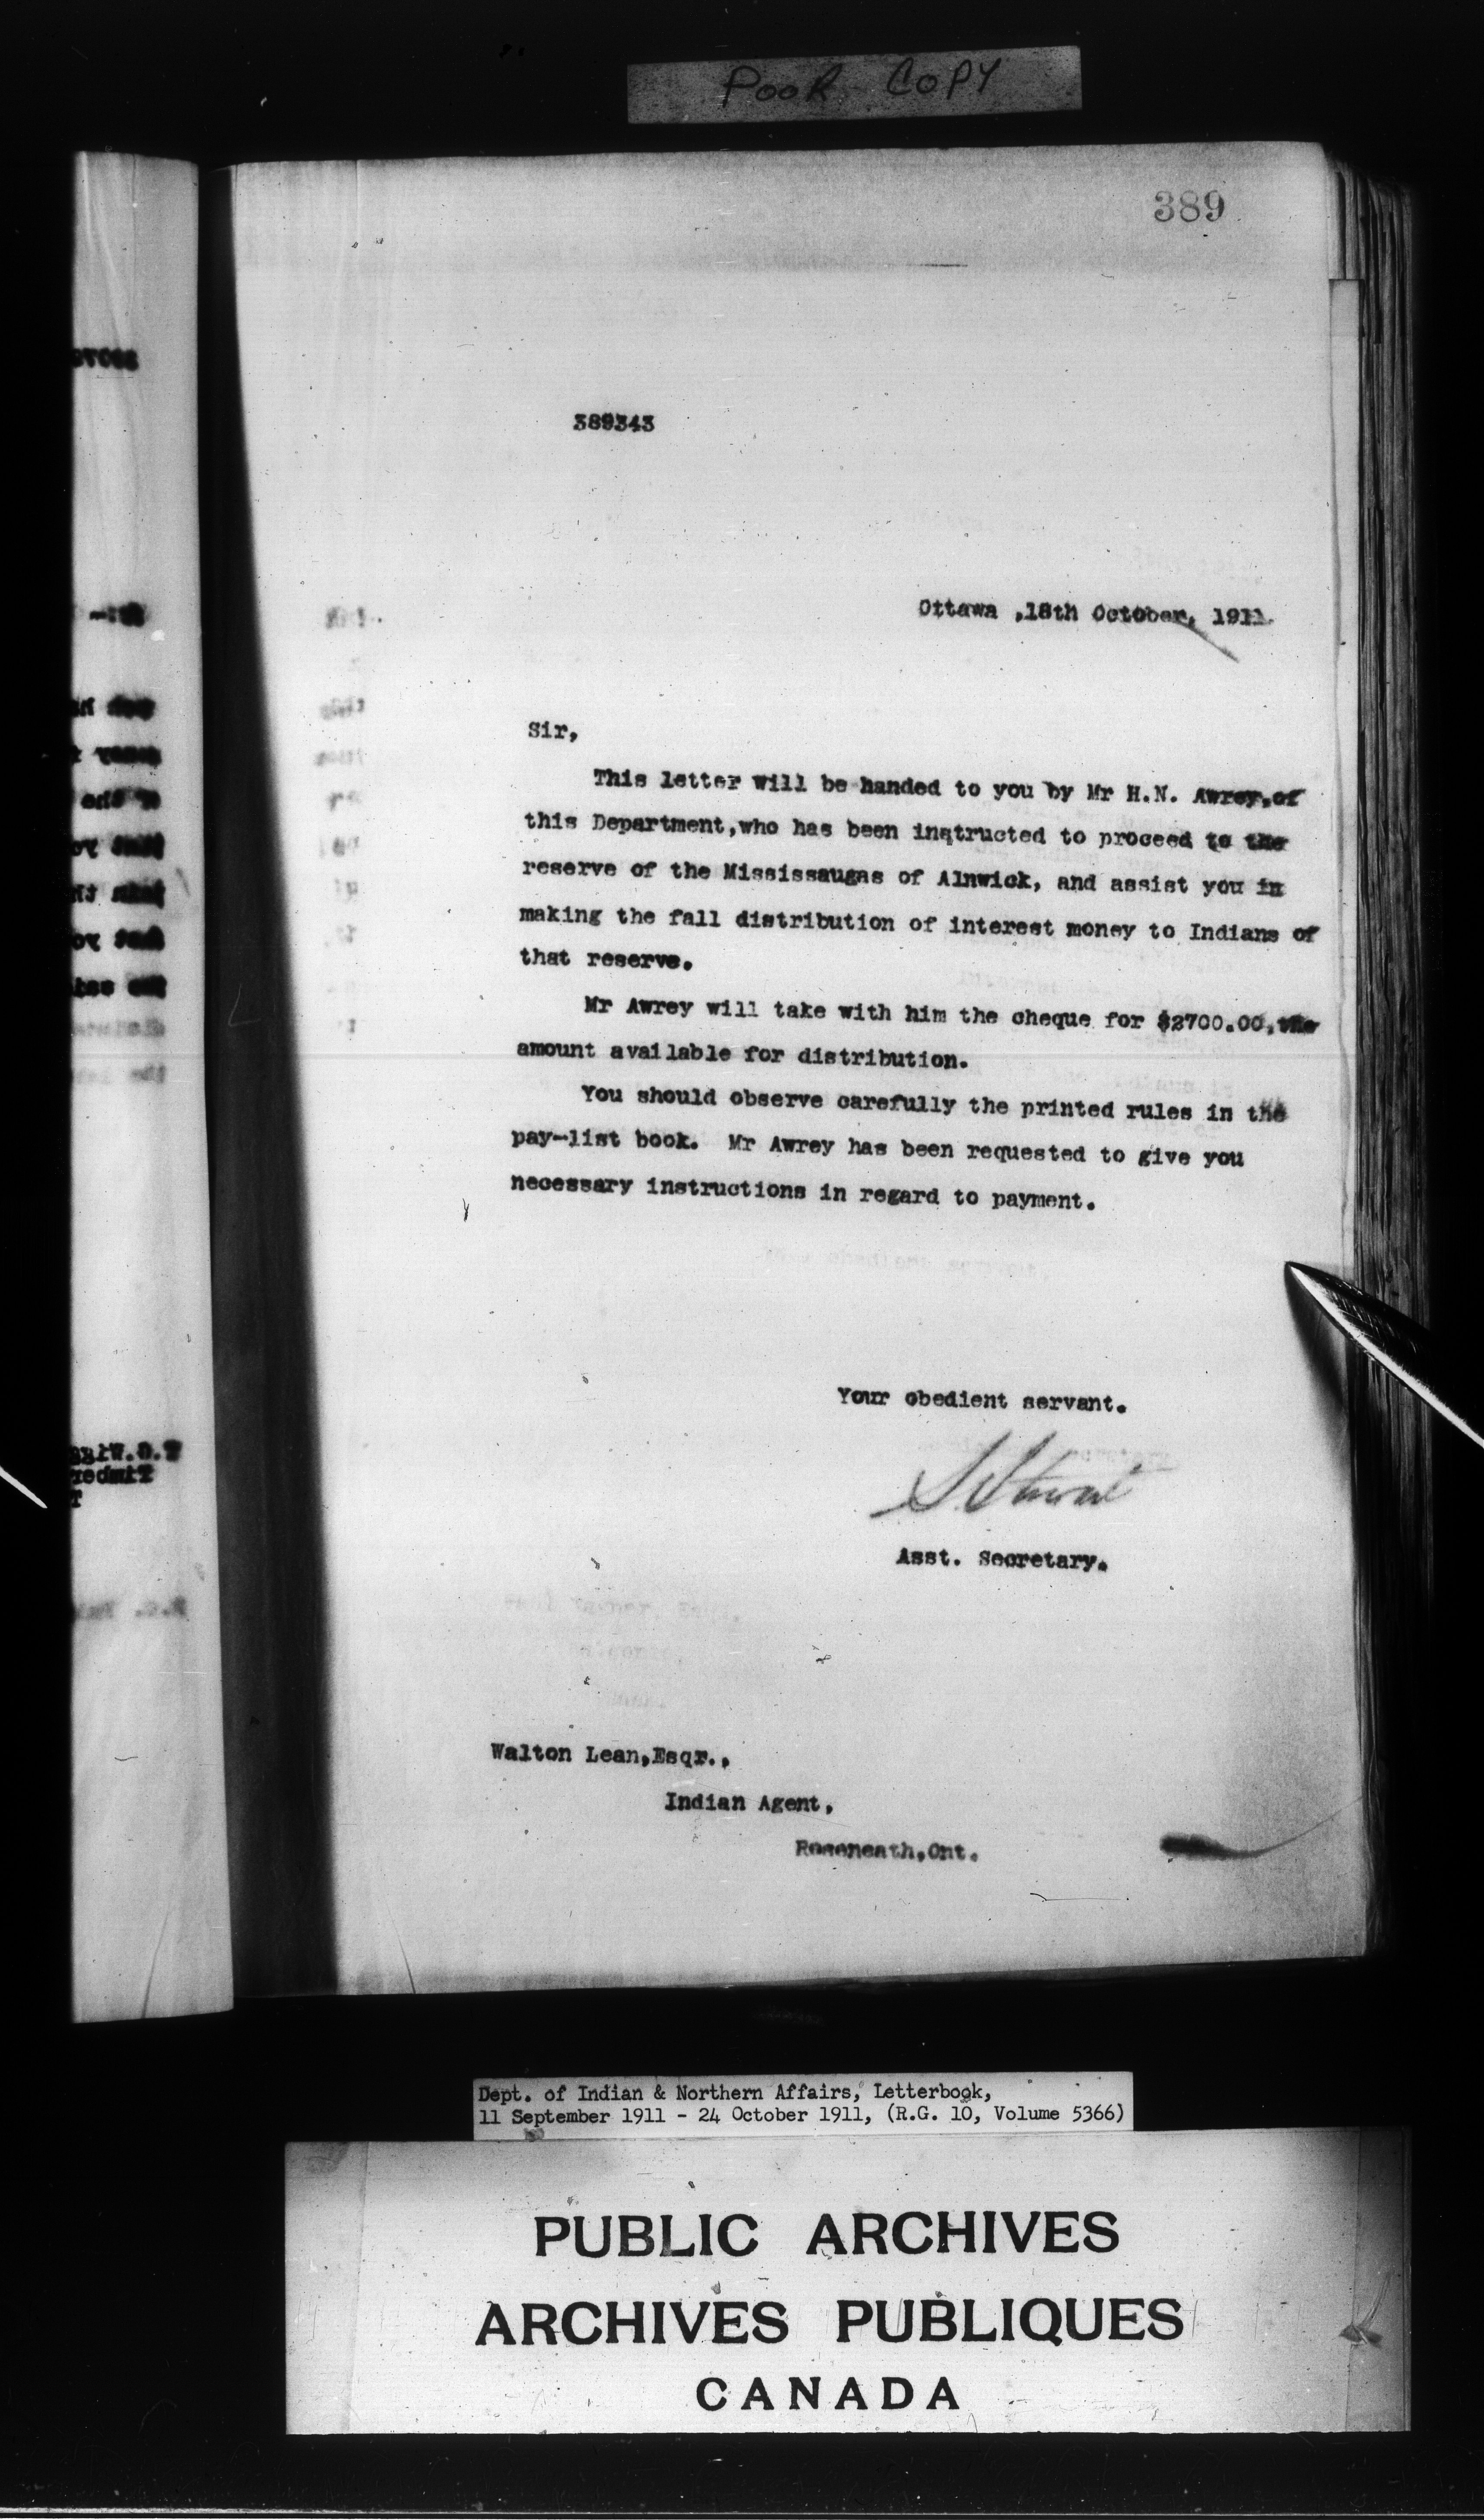 POOR COPY
389
389343
Ottawa ,18th October, 1911.
Sir,
This letter will be handed to you by Mr H.N. Awrey,of
this Department,who has been instructed to proceed to the
reserve of the Mississaugas of Alnwick, and assist you in
making the fall distribution of interest money to Indians of
that reserve.
Mr Awrey will take with him the cheque for $2700.00,the
amount available for distribution.
You should observe carefully the printed rules in the
pay-list book. Mr Awrey has been requested to give you
necessary instructions in regard to payment.
Your obedient servant.
Asst. Secretary.
Walton Lean,Esqr.,
Indian Agent,
Roseneath,Ont.
Dept. of Indian & Northern Affairs, Letterbook,
11 September 1911 - 24 October 1911, (R.G. 10, Volume 5366)
PUBLIC ARCHIVES
ARCHIVES PUBLIQUES
CANADA